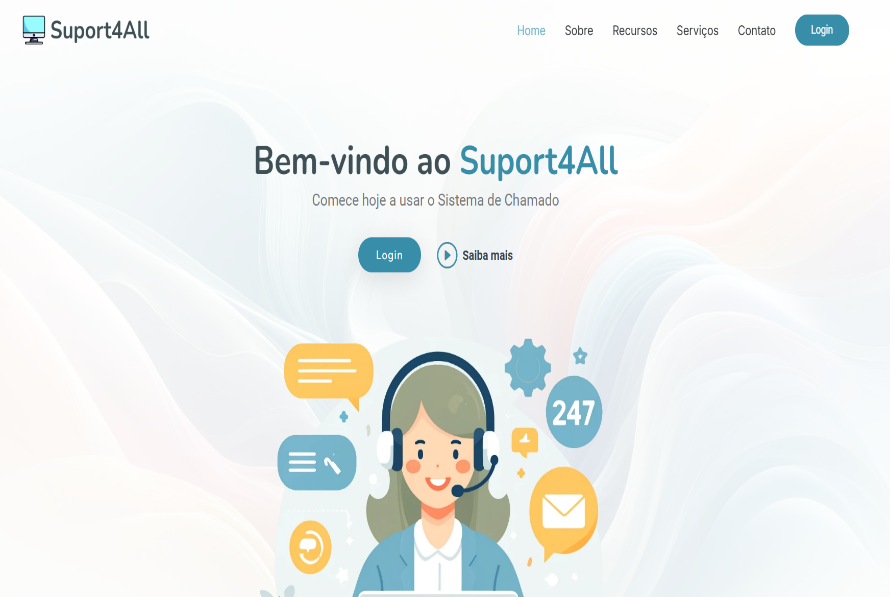 Suport4All
Home Sobre Recursos Serviços Contato Login
Bem-vindo ao Suport4All
Comece hoje a usar o Sistema de Chamado
Login Saiba mais
247